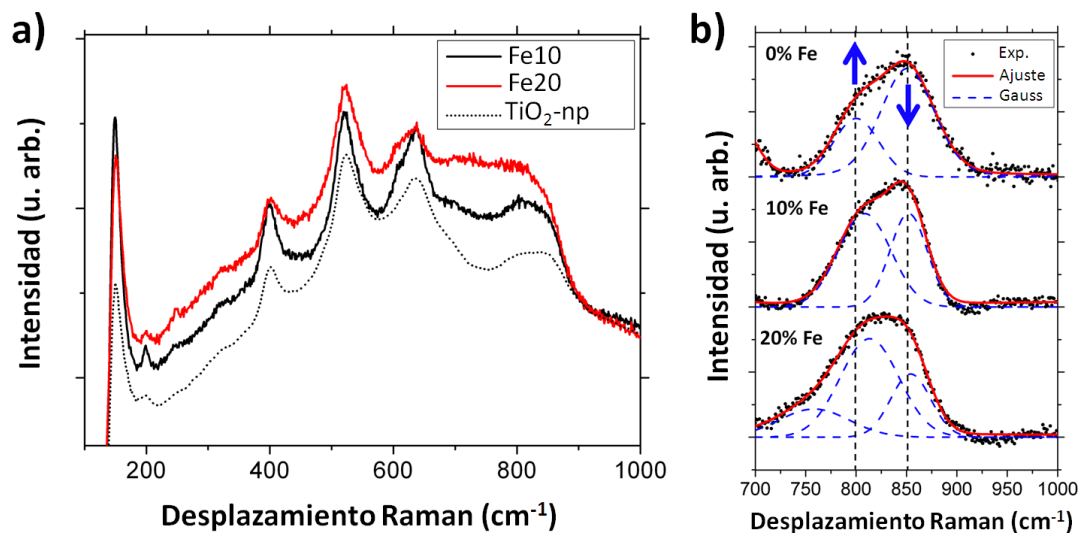 a)
Fe10
Fe20
TiO₂-np
Intensidad (u. arb.)
200
400
600
800
1000
Desplazamiento Raman (cm⁻¹)
b)
0% Fe
Exp.
Ajuste
Gauss
10% Fe
20% Fe
Intensidad (u. arb.)
700
750
800
850
900
950
1000
Desplazamiento Raman (cm⁻¹)